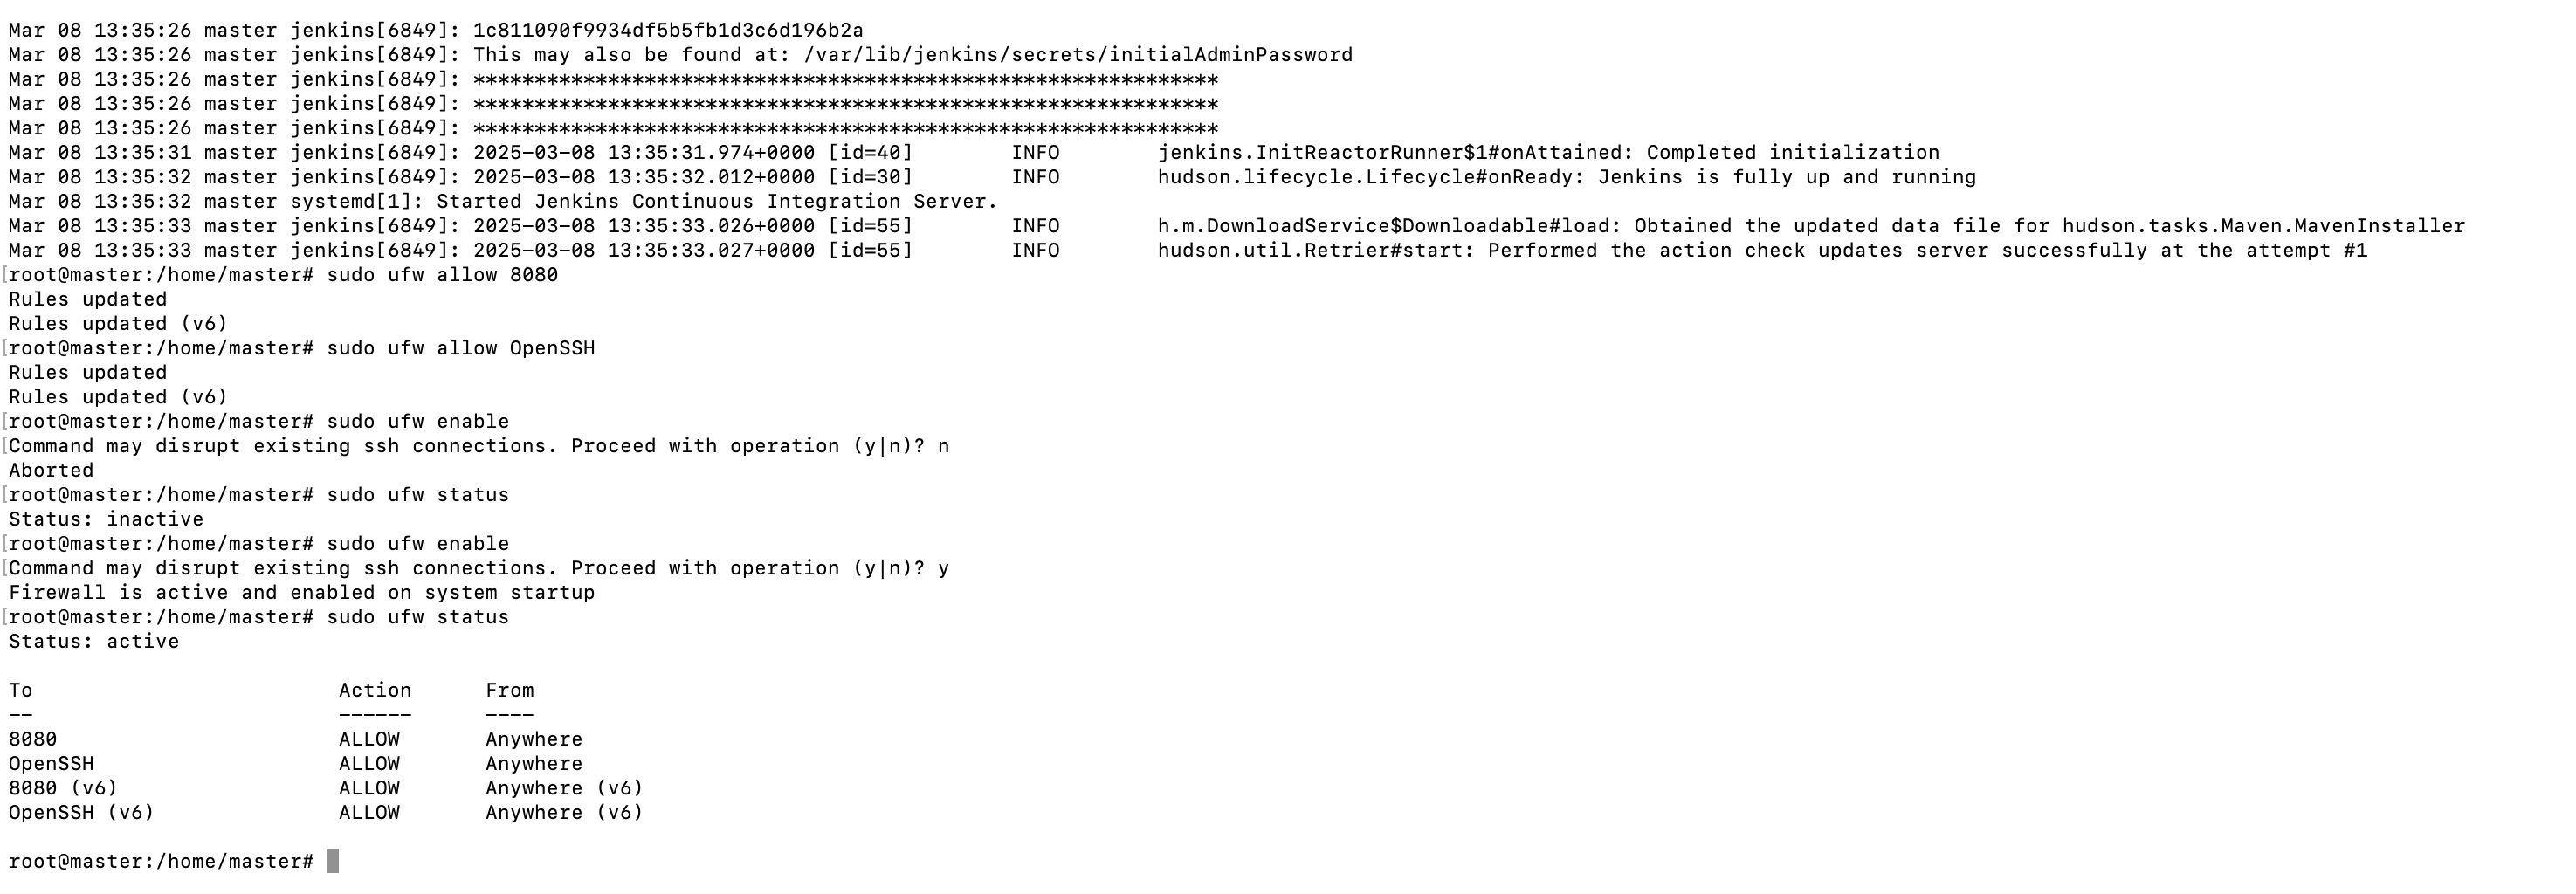 Mar 08 13:35:26 master jenkins[6849]: 1c811090f9934df5b5fb1d3c6d196b2a
Mar 08 13:35:26 master jenkins[6849]: This may also be found at: /var/lib/jenkins/secrets/initialAdminPassword
Mar 08 13:35:26 master jenkins[6849]: *************************************************************
Mar 08 13:35:26 master jenkins[6849]: *************************************************************
Mar 08 13:35:26 master jenkins[6849]: *************************************************************
Mar 08 13:35:31 master jenkins[6849]: 2025-03-08 13:35:31.974+0000 [id=40]        INFO        jenkins.InitReactorRunner$1#onAttained: Completed initialization
Mar 08 13:35:32 master jenkins[6849]: 2025-03-08 13:35:32.012+0000 [id=30]        INFO        hudson.lifecycle.Lifecycle#onReady: Jenkins is fully up and running
Mar 08 13:35:32 master systemd[1]: Started Jenkins Continuous Integration Server.
Mar 08 13:35:33 master jenkins[6849]: 2025-03-08 13:35:33.026+0000 [id=55]        INFO        h.m.DownloadService$Downloadable#load: Obtained the updated data file for hudson.tasks.Maven.MavenInstaller
Mar 08 13:35:33 master jenkins[6849]: 2025-03-08 13:35:33.027+0000 [id=55]        INFO        hudson.util.Retrier#start: Performed the action check updates server successfully at the attempt #1
[root@master:/home/master# sudo ufw allow 8080
Rules updated
Rules updated (v6)
[root@master:/home/master# sudo ufw allow OpenSSH
Rules updated
Rules updated (v6)
[root@master:/home/master# sudo ufw enable
[Command may disrupt existing ssh connections. Proceed with operation (y|n)? n
Aborted
[root@master:/home/master# sudo ufw status
Status: inactive
[root@master:/home/master# sudo ufw enable
[Command may disrupt existing ssh connections. Proceed with operation (y|n)? y
Firewall is active and enabled on system startup
[root@master:/home/master# sudo ufw status
Status: active
To                         Action      From
--                         ------      ----
8080                       ALLOW       Anywhere
OpenSSH                    ALLOW       Anywhere
8080 (v6)                  ALLOW       Anywhere (v6)
OpenSSH (v6)               ALLOW       Anywhere (v6)
root@master:/home/master#